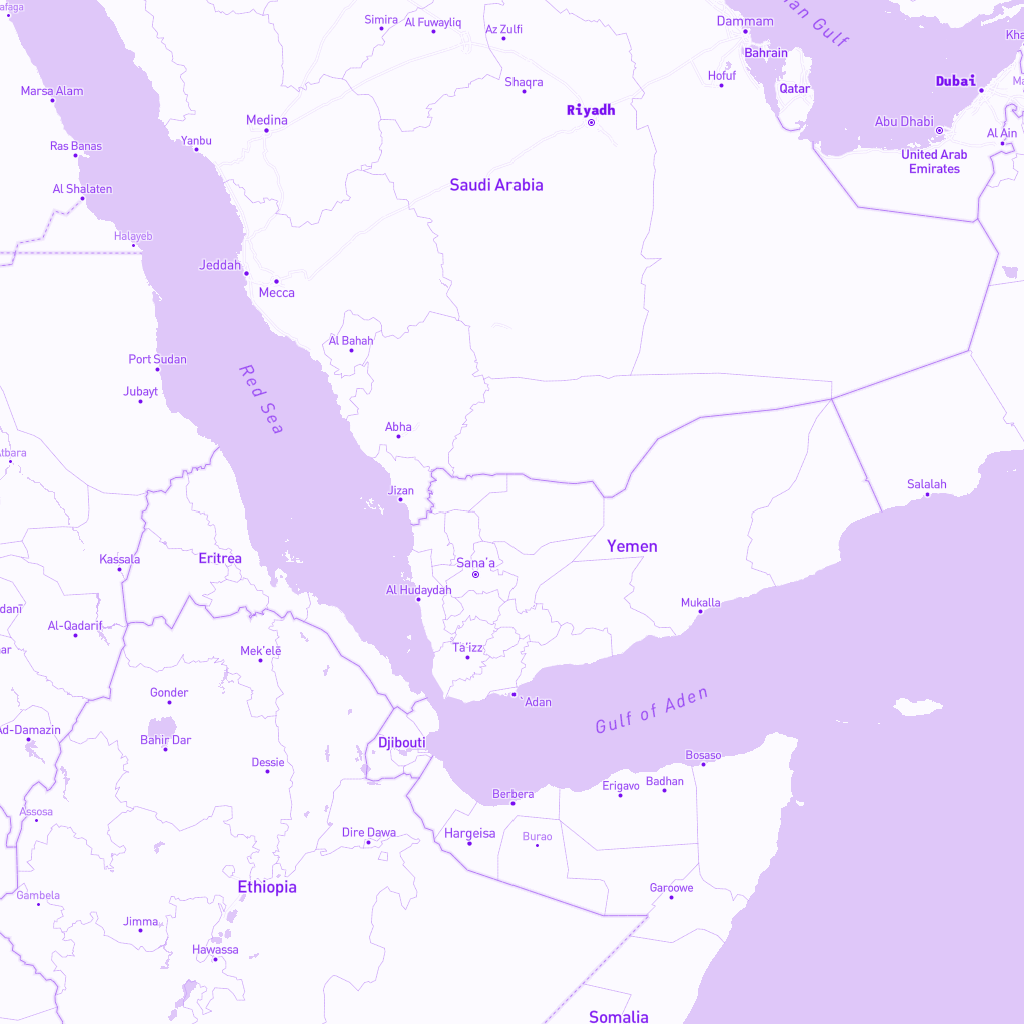 Simira
Al Fuwayliq
Az Zulfi
Dammam
Bahrain
Marsa Alam
Shaqra
Hofuf
Qatar
Dubai
Medina
Riyadh
Abu Dhabi
Al Ain
Ras Banas
Yanbu
United Arab
Emirates
Al Shalaten
Saudi Arabia
Halayeb
Jeddah
Mecca
Al Bahah
Port Sudan
Jubayt
Red Sea
Abha
Jizan
Salalah
Kassala
Eritrea
Sana'a
Yemen
Al Hudaydah
Mukalla
Al-Qadarif
Mek'elē
Ta'izz
Gonder
`Adan
Gulf of Aden
Ad-Damazin
Bahir Dar
Djibouti
Dessie
Bosaso
Berbera
Erigavo
Badhan
Assosa
Dire Dawa
Hargeisa
Burao
Ethiopia
Garoowe
Gambela
Jimma
Hawassa
Somalia